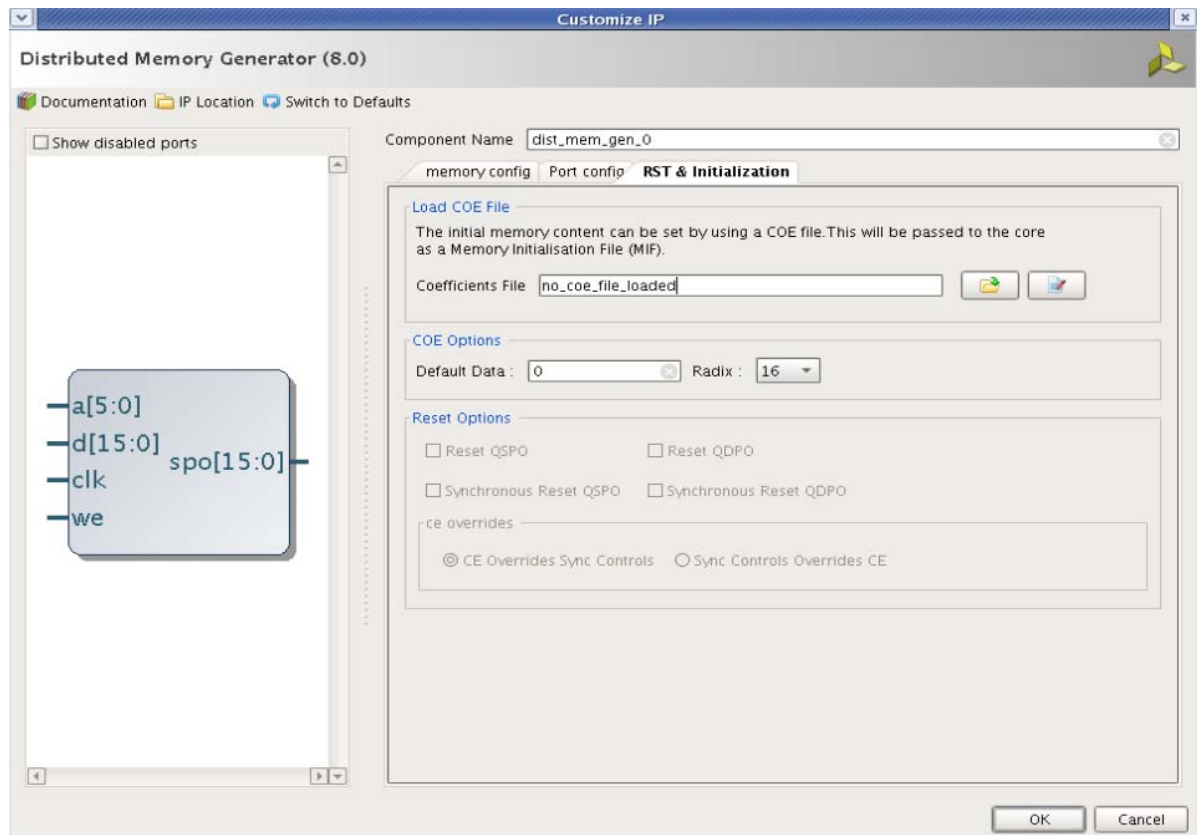 Customize IP
Distributed Memory Generator (8.0)
Documentation IP Location Switch to Defaults
Show disabled ports
a[5:0]
d[15:0]
spo[15:0]
clk
we
Component Name dist_mem_gen_0
memory config Port config RST & Initialization
Load COE File
The initial memory content can be set by using a COE file.This will be passed to the core
as a Memory Initialisation File (MIF).
Coefficients File no_coe_file_loaded
COE Options
Default Data : 0 Radix : 16
Reset Options
Reset QSPO Reset QDPO
Synchronous Reset QSPO Synchronous Reset QDPO
ce overrides
CE Overrides Sync Controls Sync Controls Overrides CE
OK Cancel